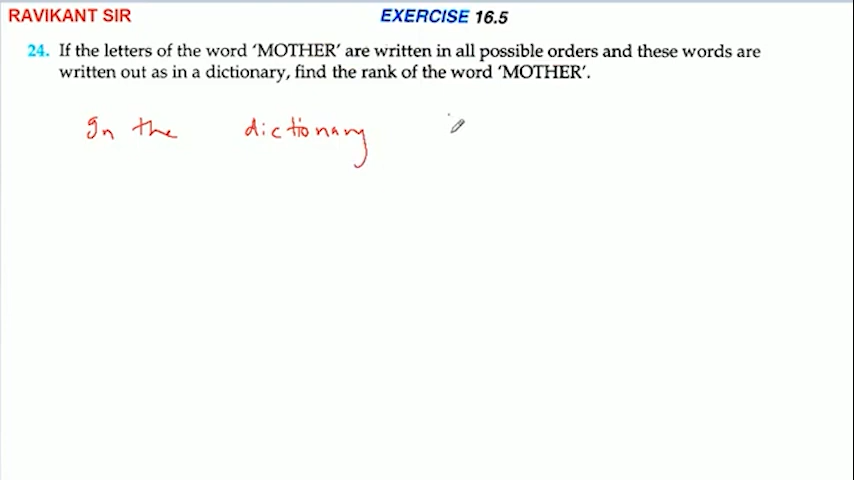 RAVIKANT SIR
EXERCISE 16.5
24. If the letters of the word ‘MOTHER’ are written in all possible orders and these words are
written out as in a dictionary, find the rank of the word ‘MOTHER’.
In the dictionary